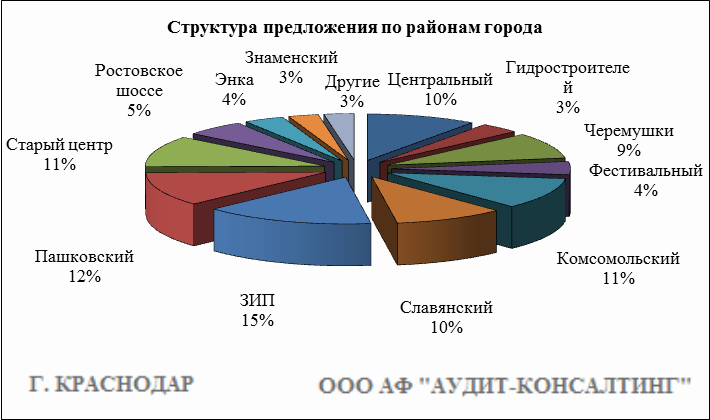 Структура предложения по районам города
Знаменский
3%
Другие
3%
Центральный
10%
Гидростроител
й
3%
Ростовское
шоссе
5%
Энка
4%
Черемушки
9%
Старый центр
11%
Фестивальный
4%
Пашковский
12%
Комсомольский
11%
ЗИП
15%
Славянский
10%
Г. КРАСНОДАР
ООО АФ "АУДИТ-КОНСАЛТИНГ"